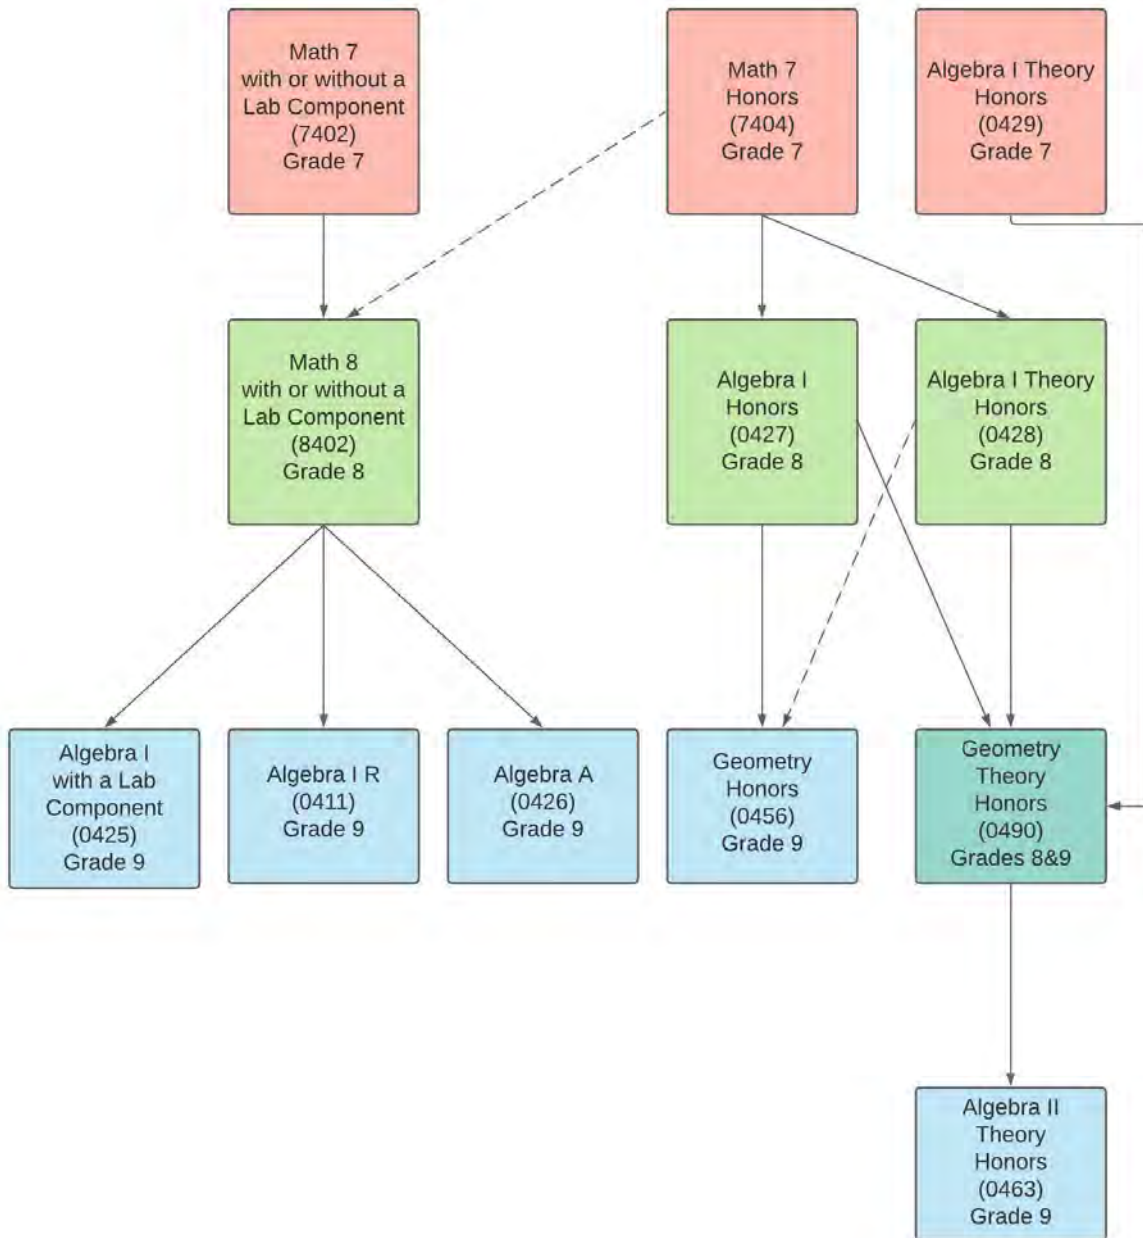 Math 7
with or without a
Lab Component
(7402)
Grade 7
Math 7
Honors
(7404)
Grade 7
Algebra I Theory
Honors
(0429)
Grade 7
Math 8
with or without a
Lab Component
(8402)
Grade 8
Algebra I
Honors
(0427)
Grade 8
Algebra I Theory
Honors
(0428)
Grade 8
Algebra I
with a Lab
Component
(0425)
Grade 9
Algebra I R
(0411)
Grade 9
Algebra A
(0426)
Grade 9
Geometry
Honors
(0456)
Grade 9
Geometry
Theory
Honors
(0490)
Grades 8&9
Algebra II
Theory
Honors
(0463)
Grade 9